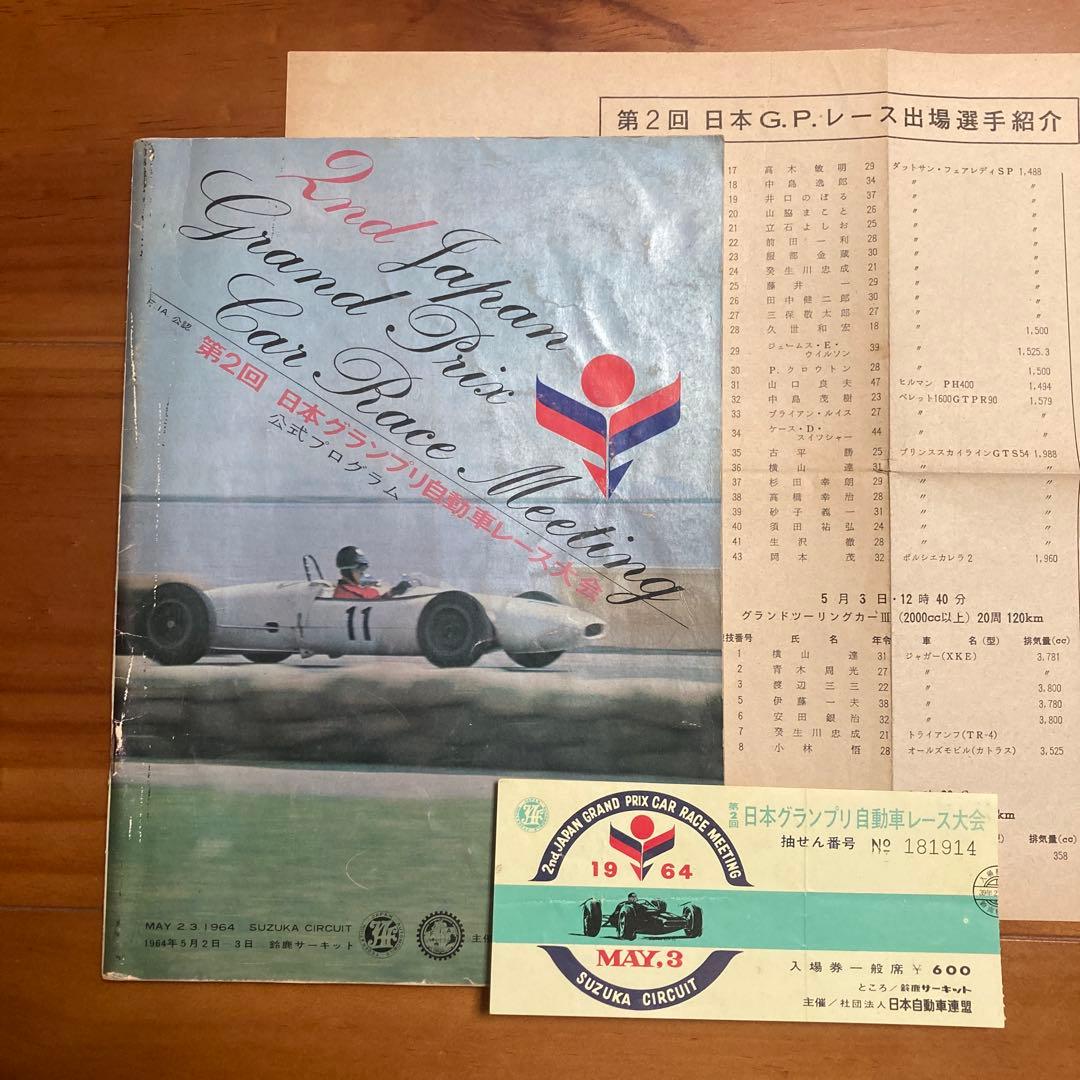 2nd Japan
Grand Prix
Car Race Meeting
F.IA 公認
第2回 日本グランプリ自動車レース大会
公式プログラム
11
MAY 2.3.1964 SUZUKA CIRCUIT
1964年5月2日-3日 鈴鹿サーキット
主催
第2回 日本G.P.レース出場選手紹介
17 高木敏明 29 ダットサン・フェアレディSP 1,488
18 中島逸郎 34 〃 〃
19 井口のぼる 37 〃 〃
20 山脇まこと 26 〃 〃
21 立石よしお 25 〃 〃
22 前田一利 28 〃 〃
23 服部金蔵 30 〃 〃
24 癸生川忠成 21 〃 〃
25 藤井一 29 〃 〃
26 田中健二郎 30 〃 〃
27 三保敬太郎 27 〃 〃
28 久世和宏 18 〃 1,500
29 ジェームス・E・ウイルソン 39 〃 1,525.3
30 P.クロウトン 28 〃 1,500
31 山口良夫 47 ヒルマン PH400 1,494
32 中島茂樹 23 ベレット1600GTPR90 1,579
33 ブライアン・ルイス 27 〃 〃
34 ケース・D・スイフシャー 44 〃 〃
35 古平勝 25 プリンススカイラインGTS54 1,988
36 横山達 31 〃 〃
37 杉田幸朗 29 〃 〃
38 高橋幸治 28 〃 〃
39 砂子義一 31 〃 〃
40 須田祐弘 24 〃 〃
41 生沢徹 28 〃 〃
43 岡本茂 32 ポルシエカレラ2 1,960
5月3日・12時40分
グランドツーリングカーIII (2000cc以上) 20周 120km
技番号 氏名 年令 車名(型) 排気量(cc)
1 横山達 31 ジャガー(XKE) 3,781
2 青木周光 27 〃 〃
3 渡辺三三 22 〃 3,800
5 伊藤一夫 38 〃 3,780
6 安田銀治 32 〃 3,800
7 癸生川忠成 21 トライアンフ(TR-4)
8 小林悟 28 オールズモビル(カトラス) 3,525
km
排気量(cc)
358
2nd JAPAN GRAND PRIX CAR RACE MEETING
1964
MAY,3
SUZUKA CIRCUIT
第2回 日本グランプリ自動車レース大会
抽せん番号 No 181914
入場券一般席 ¥600
ところ/鈴鹿サーキット
主催/社団法人日本自動車連盟